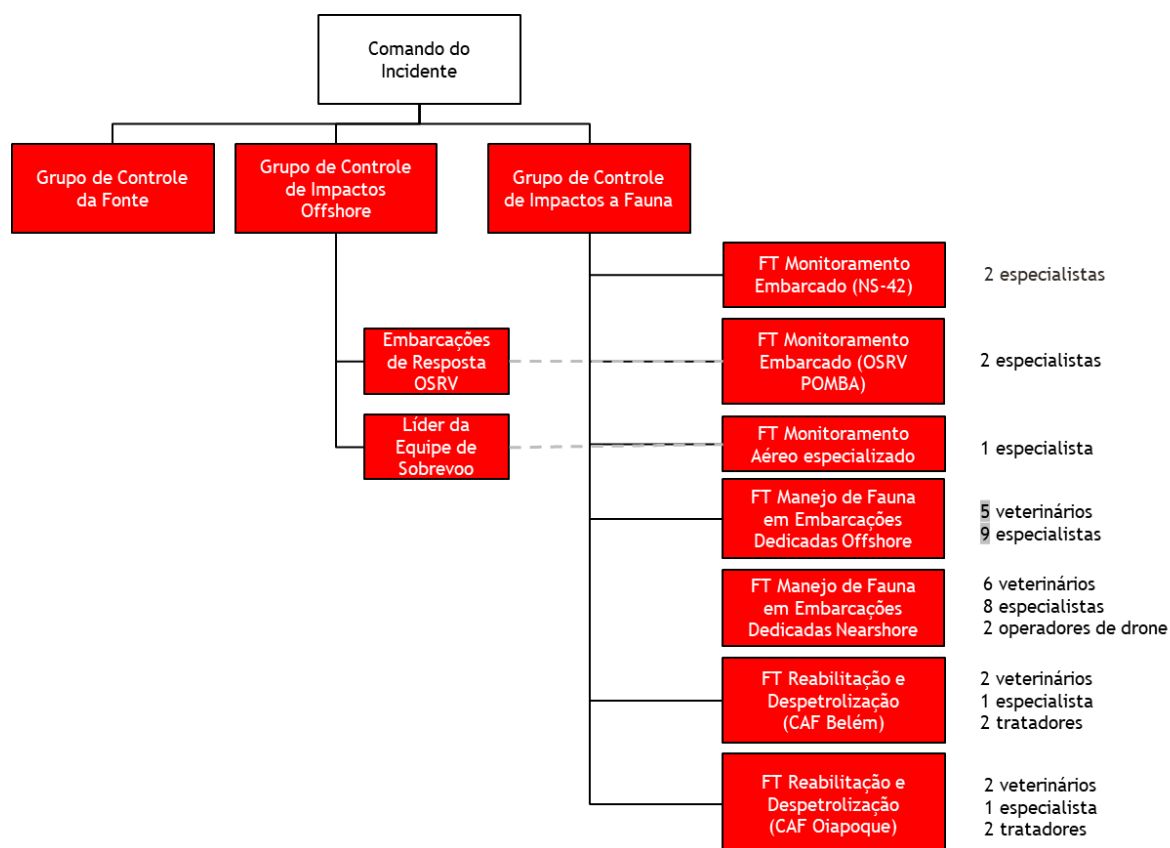 Comando do
Incidente
Grupo de Controle
da Fonte
Grupo de Controle
de Impactos
Offshore
Grupo de Controle
de Impactos a Fauna
Embarcações
de Resposta
OSRV
Líder da
Equipe de
Sobrevoo
FT Monitoramento
Embarcado (NS-42)
2 especialistas
FT Monitoramento
Embarcado (OSRV
POMBA)
2 especialistas
FT Monitoramento
Aéreo especializado
1 especialista
FT Manejo de Fauna
em Embarcações
Dedicadas Offshore
5 veterinários
9 especialistas
FT Manejo de Fauna
em Embarcações
Dedicadas Nearshore
6 veterinários
8 especialistas
2 operadores de drone
FT Reabilitação e
Despetrolização
(CAF Belém)
2 veterinários
1 especialista
2 tratadores
FT Reabilitação e
Despetrolização
(CAF Oiapoque)
2 veterinários
1 especialista
2 tratadores